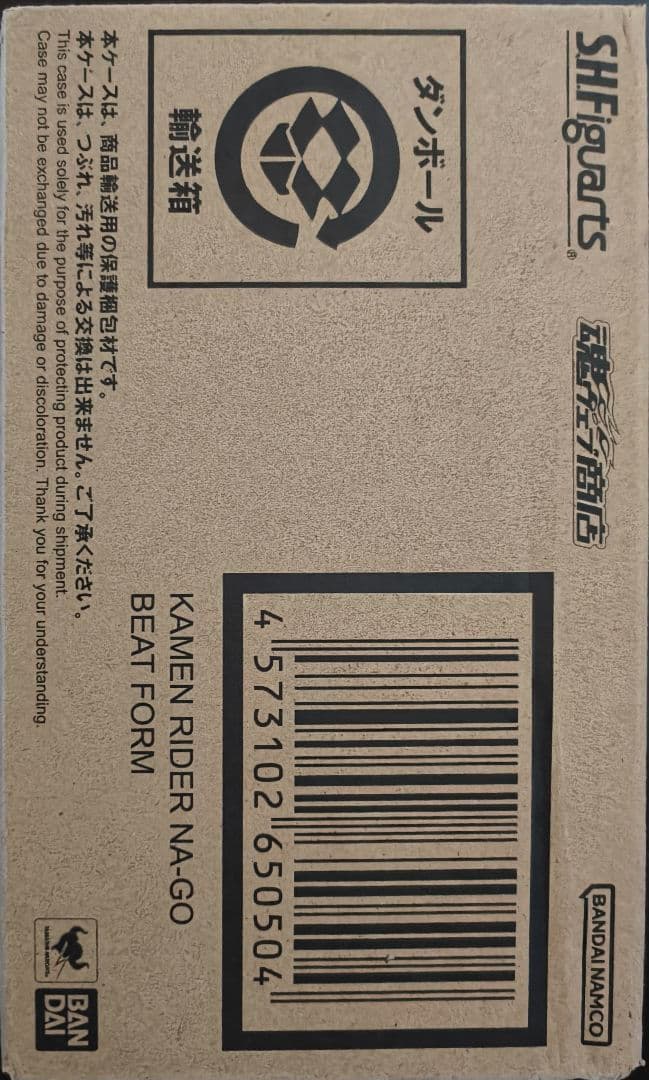 S.H.Figuarts®
魂ウェブ商店
BANDAI NAMCO
ダンボール
輸送箱
4 573102 650504
KAMEN RIDER NA-GO
BEAT FORM
本ケースは、商品輸送用の保護梱包材です。
本ケースは、つぶれ、汚れ等による交換は出来ません。ご了承ください。
This case is used solely for the purpose of protecting product during shipment.
Case may not be exchanged due to damage or discoloration. Thank you for your understanding.
BAN
DAI